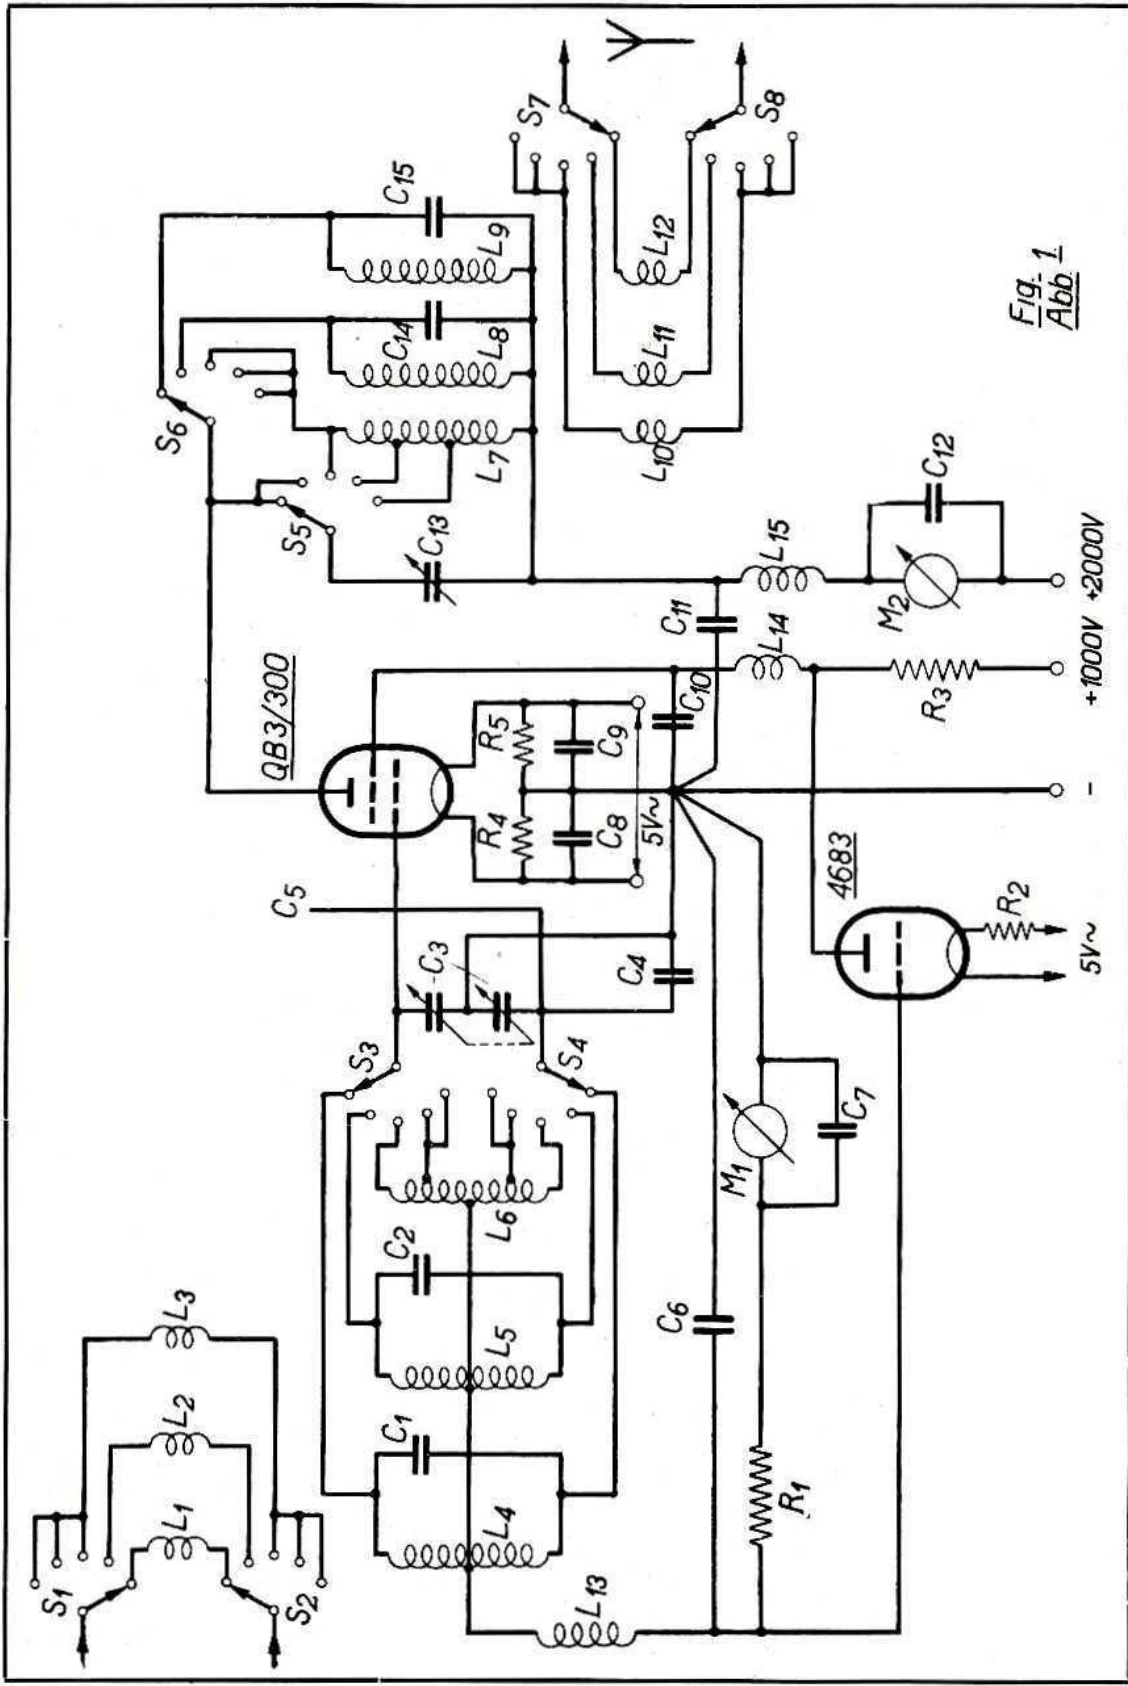 S1
S2
L1
L2
L3
L4
C1
L5
C2
L6
L13
S3
S4
C3
C5
C4
C6
R1
M1
C7
QB3/300
R4
R5
C8
C9
5V~
4683
R2
5V~
C10
C11
L14
L15
R3
M2
C12
-
+1000V
+2000V
S5
S6
C13
L7
L8
C14
L9
C15
L10
L11
L12
S7
S8
Fig. 1
Abb 1